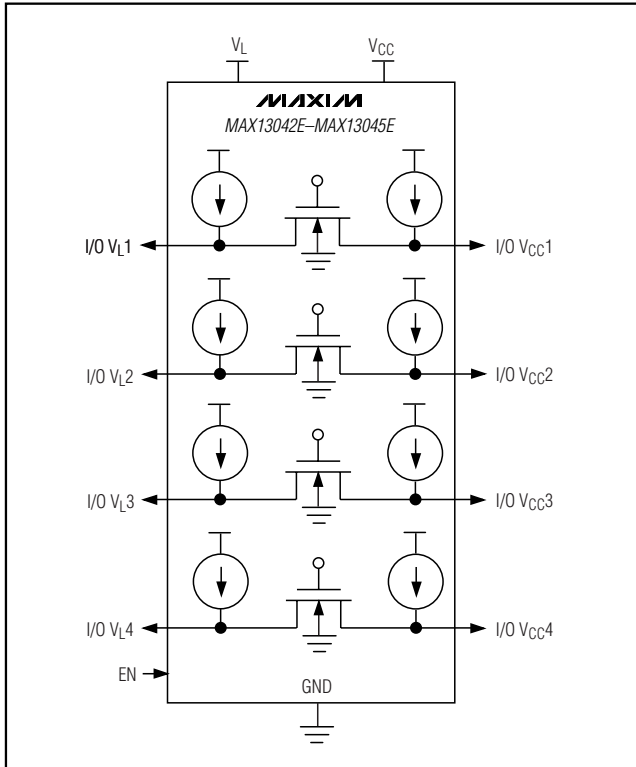 VL VCC
MAXIM
MAX13042E–MAX13045E
I/O VL1 I/O VCC1
I/O VL2 I/O VCC2
I/O VL3 I/O VCC3
I/O VL4 I/O VCC4
EN
GND